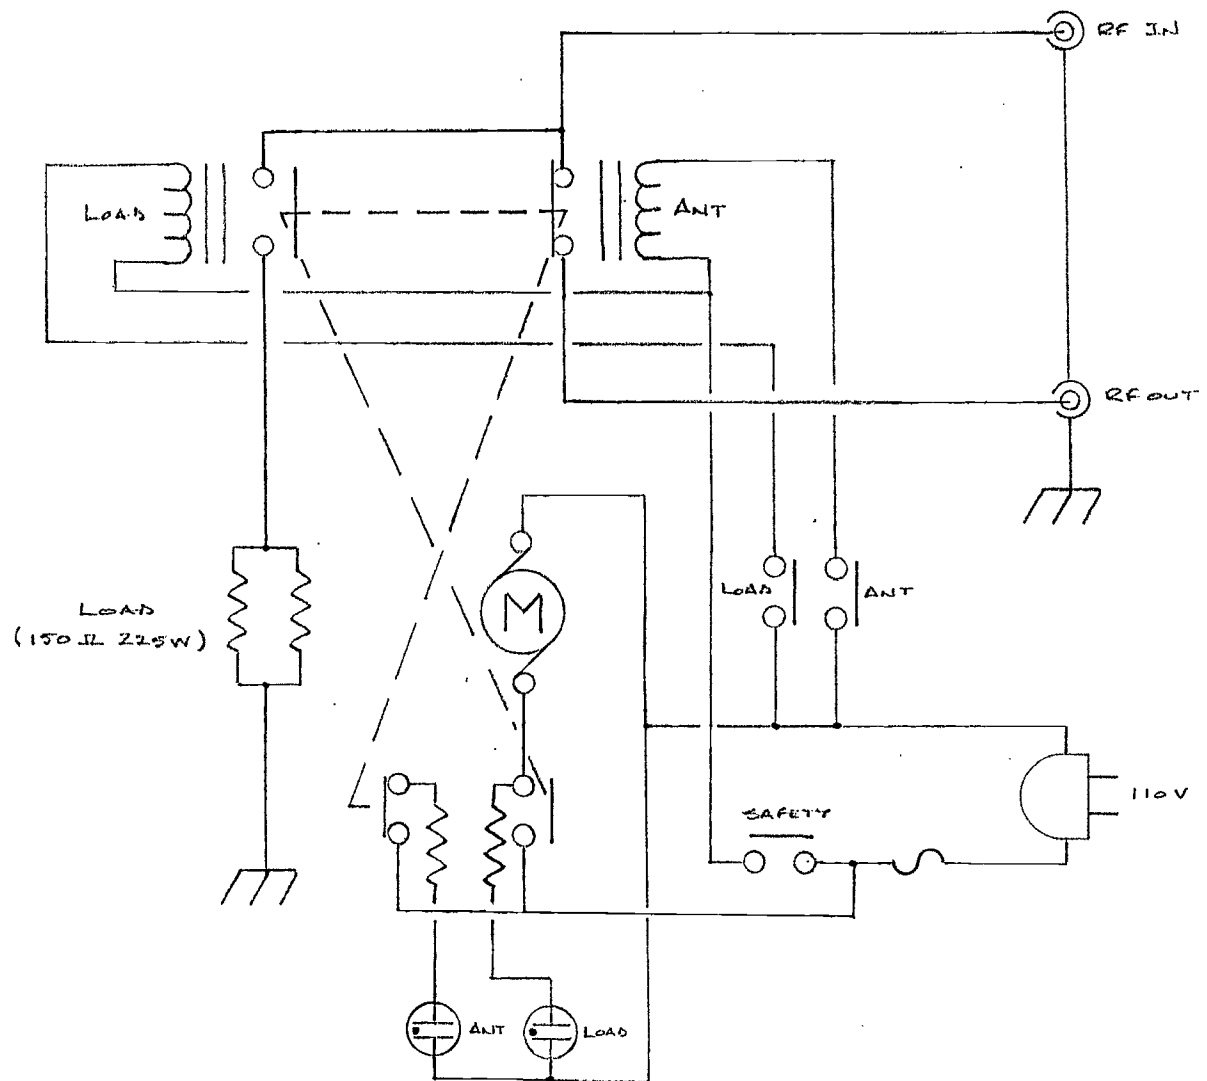 RF IN
LOAD
ANT
RF OUT
LOAD
ANT
LOAD
(150 Ω 225W)
M
110V
SAFETY
ANT
LOAD